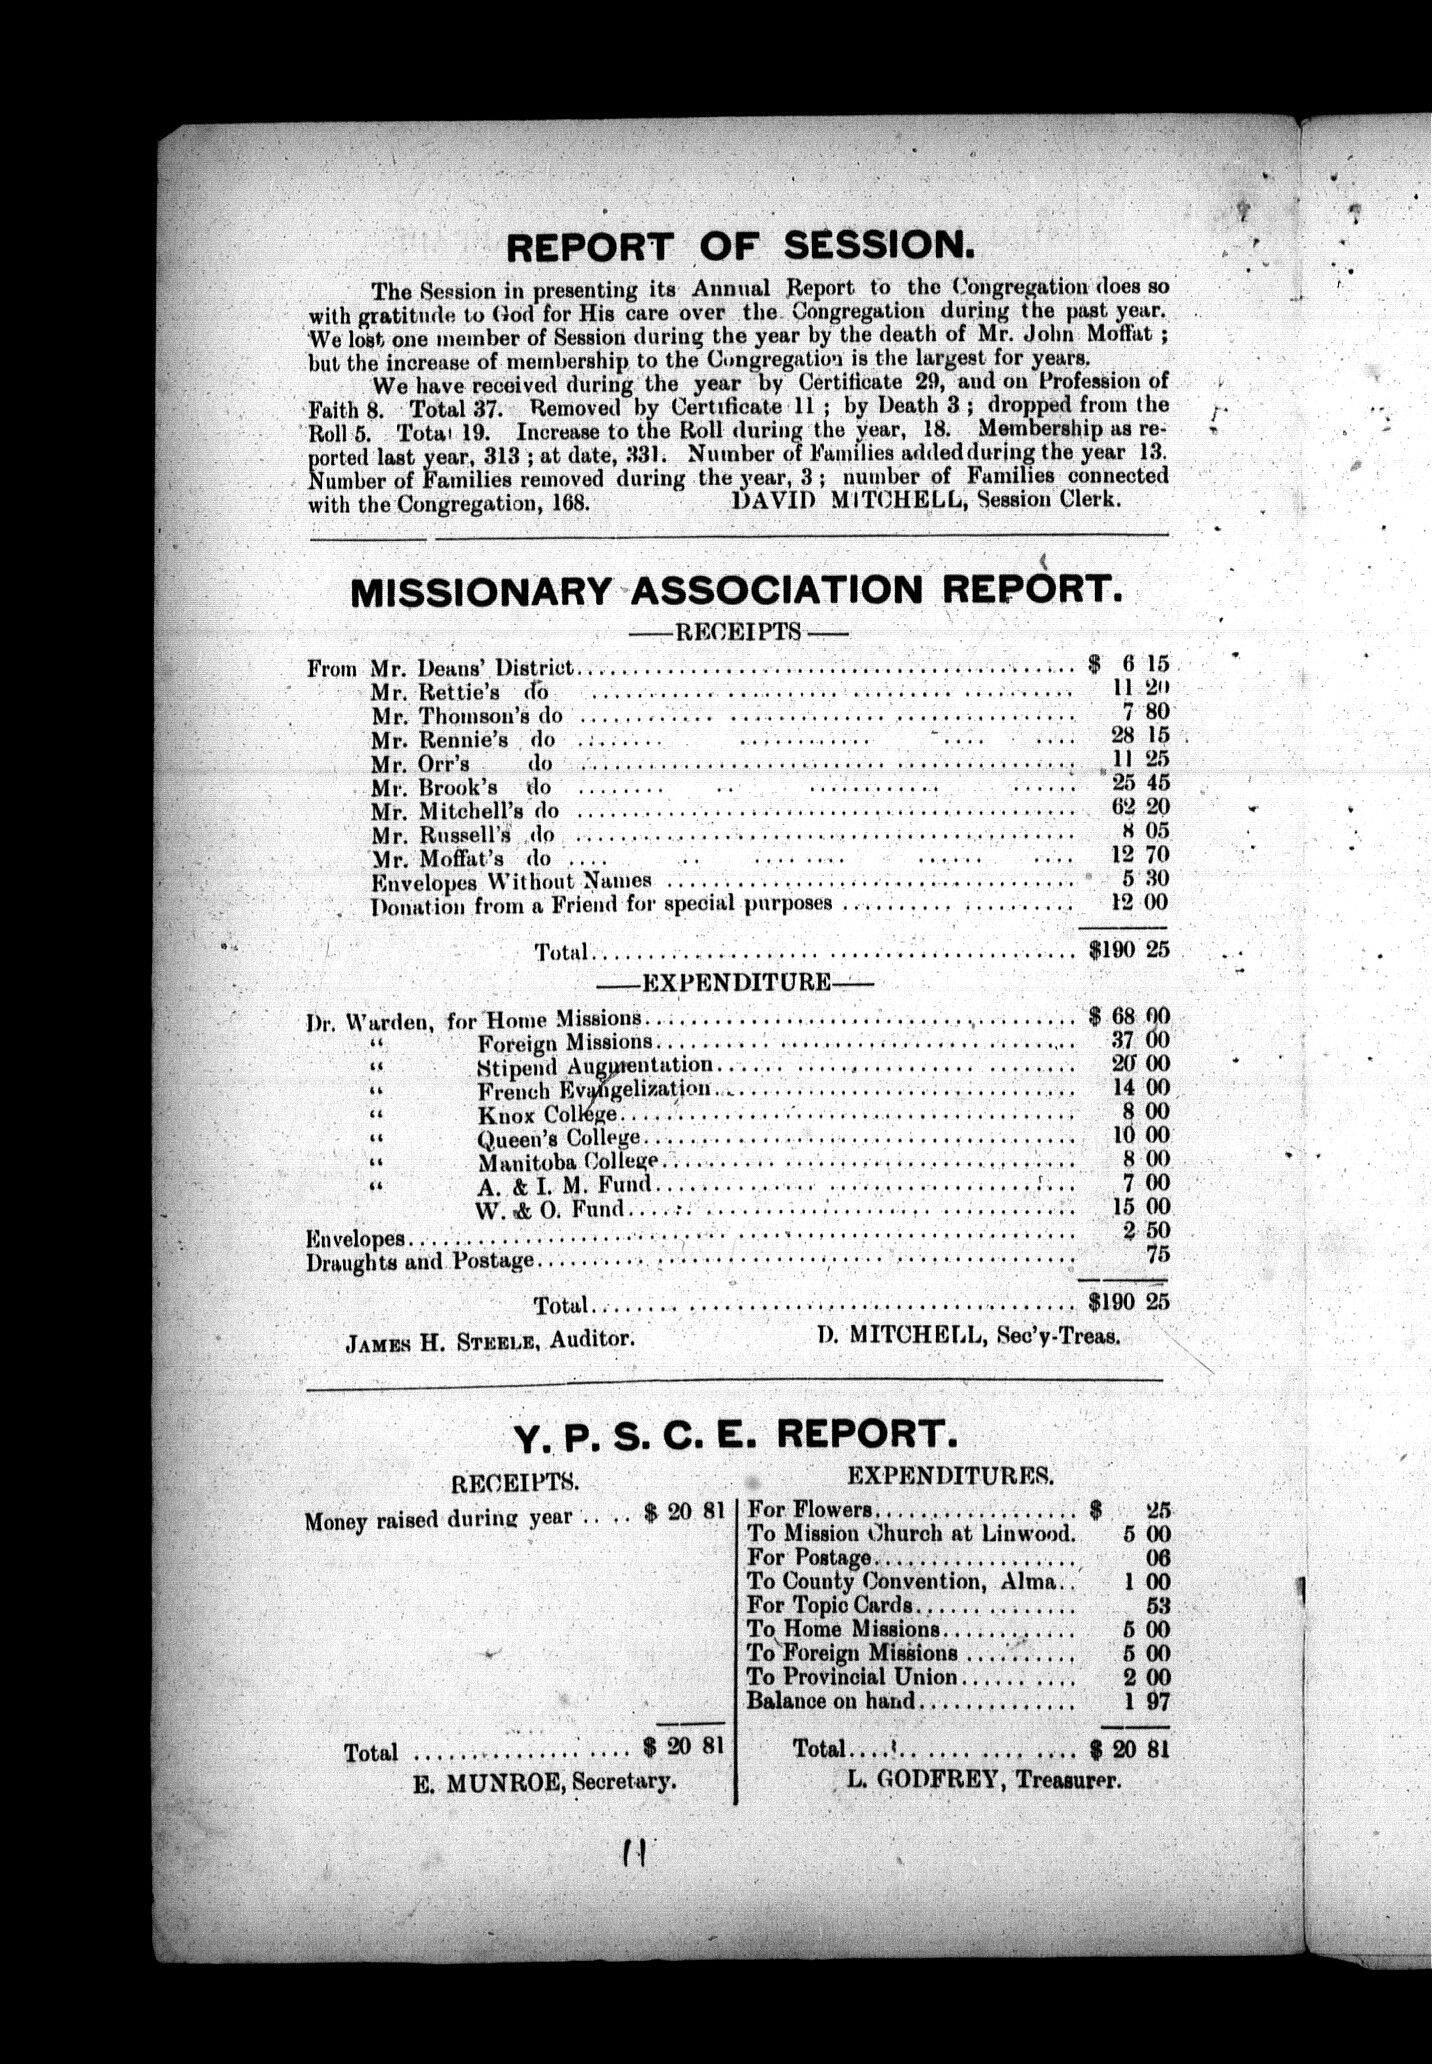 REPORT OF SESSION.
The Session in presenting its Annual Report to the Congregation does so
with gratitude to God for His care over the Congregation during the past year.
We lost one member of Session during the year by the death of Mr. John Moffat ;
but the increase of membership to the Congregation is the largest for years.
We have received during the year by Certificate 29, and on Profession of
Faith 8. Total 37. Removed by Certificate 11 ; by Death 3 ; dropped from the
Roll 5. Total 19. Increase to the Roll during the year, 18. Membership as re-
ported last year, 313 ; at date, 331. Number of Families added during the year 13.
Number of Families removed during the year, 3 ; number of Families connected
with the Congregation, 168. DAVID MITCHELL, Session Clerk.
MISSIONARY ASSOCIATION REPORT.
——RECEIPTS——
From Mr. Deans' District........ $ 6 15
Mr. Rettie's do ........ 11 20
Mr. Thomson's do ........ 7 80
Mr. Rennie's do ........ 28 15
Mr. Orr's do ........ 11 25
Mr. Brook's do ........ 25 45
Mr. Mitchell's do ........ 62 20
Mr. Russell's do ........ 8 05
Mr. Moffat's do ........ 12 70
Envelopes Without Names ........ 5 30
Donation from a Friend for special purposes ........ 12 00
Total........ $190 25
——EXPENDITURE——
Dr. Warden, for Home Missions........ $ 68 00
“ Foreign Missions........ 37 00
“ Stipend Augmentation........ 20 00
“ French Evangelization........ 14 00
“ Knox College........ 8 00
“ Queen's College........ 10 00
“ Manitoba College........ 8 00
“ A. & I. M. Fund........ 7 00
W. & O. Fund........ 15 00
Envelopes........ 2 50
Draughts and Postage........ 75
Total........ $190 25
JAMES H. STEELE, Auditor. D. MITCHELL, Sec'y-Treas.
Y. P. S. C. E. REPORT.
RECEIPTS.
Money raised during year .... $ 20 81
Total ........ $ 20 81
E. MUNROE, Secretary.
EXPENDITURES.
For Flowers........ $ 25
To Mission Church at Linwood. 5 00
For Postage........ 06
To County Convention, Alma.. 1 00
For Topic Cards........ 53
To Home Missions........ 5 00
To Foreign Missions ........ 5 00
To Provincial Union........ 2 00
Balance on hand........ 1 97
Total........ $ 20 81
L. GODFREY, Treasurer.
11